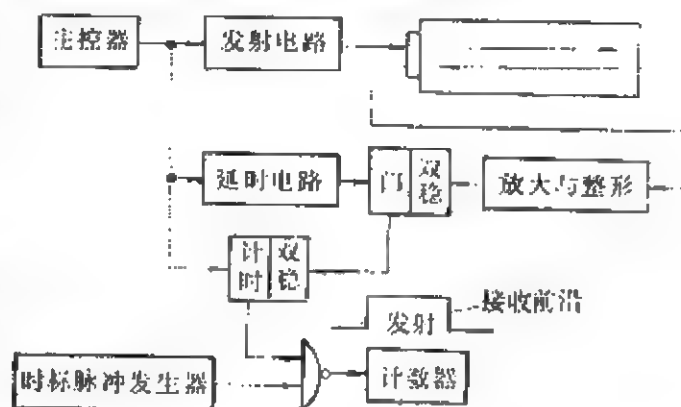 主控器
发射电路
延时电路
门
双稳
放大与整形
计时
双稳
接收前沿
发射
时标脉冲发生器
计数器